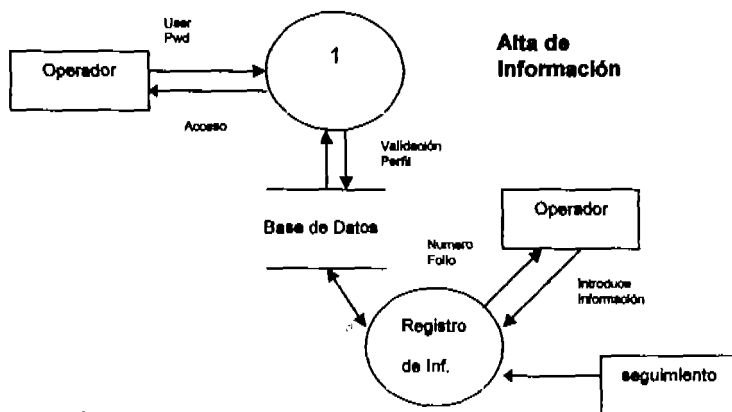 User
Pwd
Operador
1
Alta de
Información
Acceso
Validación
Perfil
Base de Datos
Operador
Numero
Folio
Introduce
Información
Registro
de Inf.
seguimiento